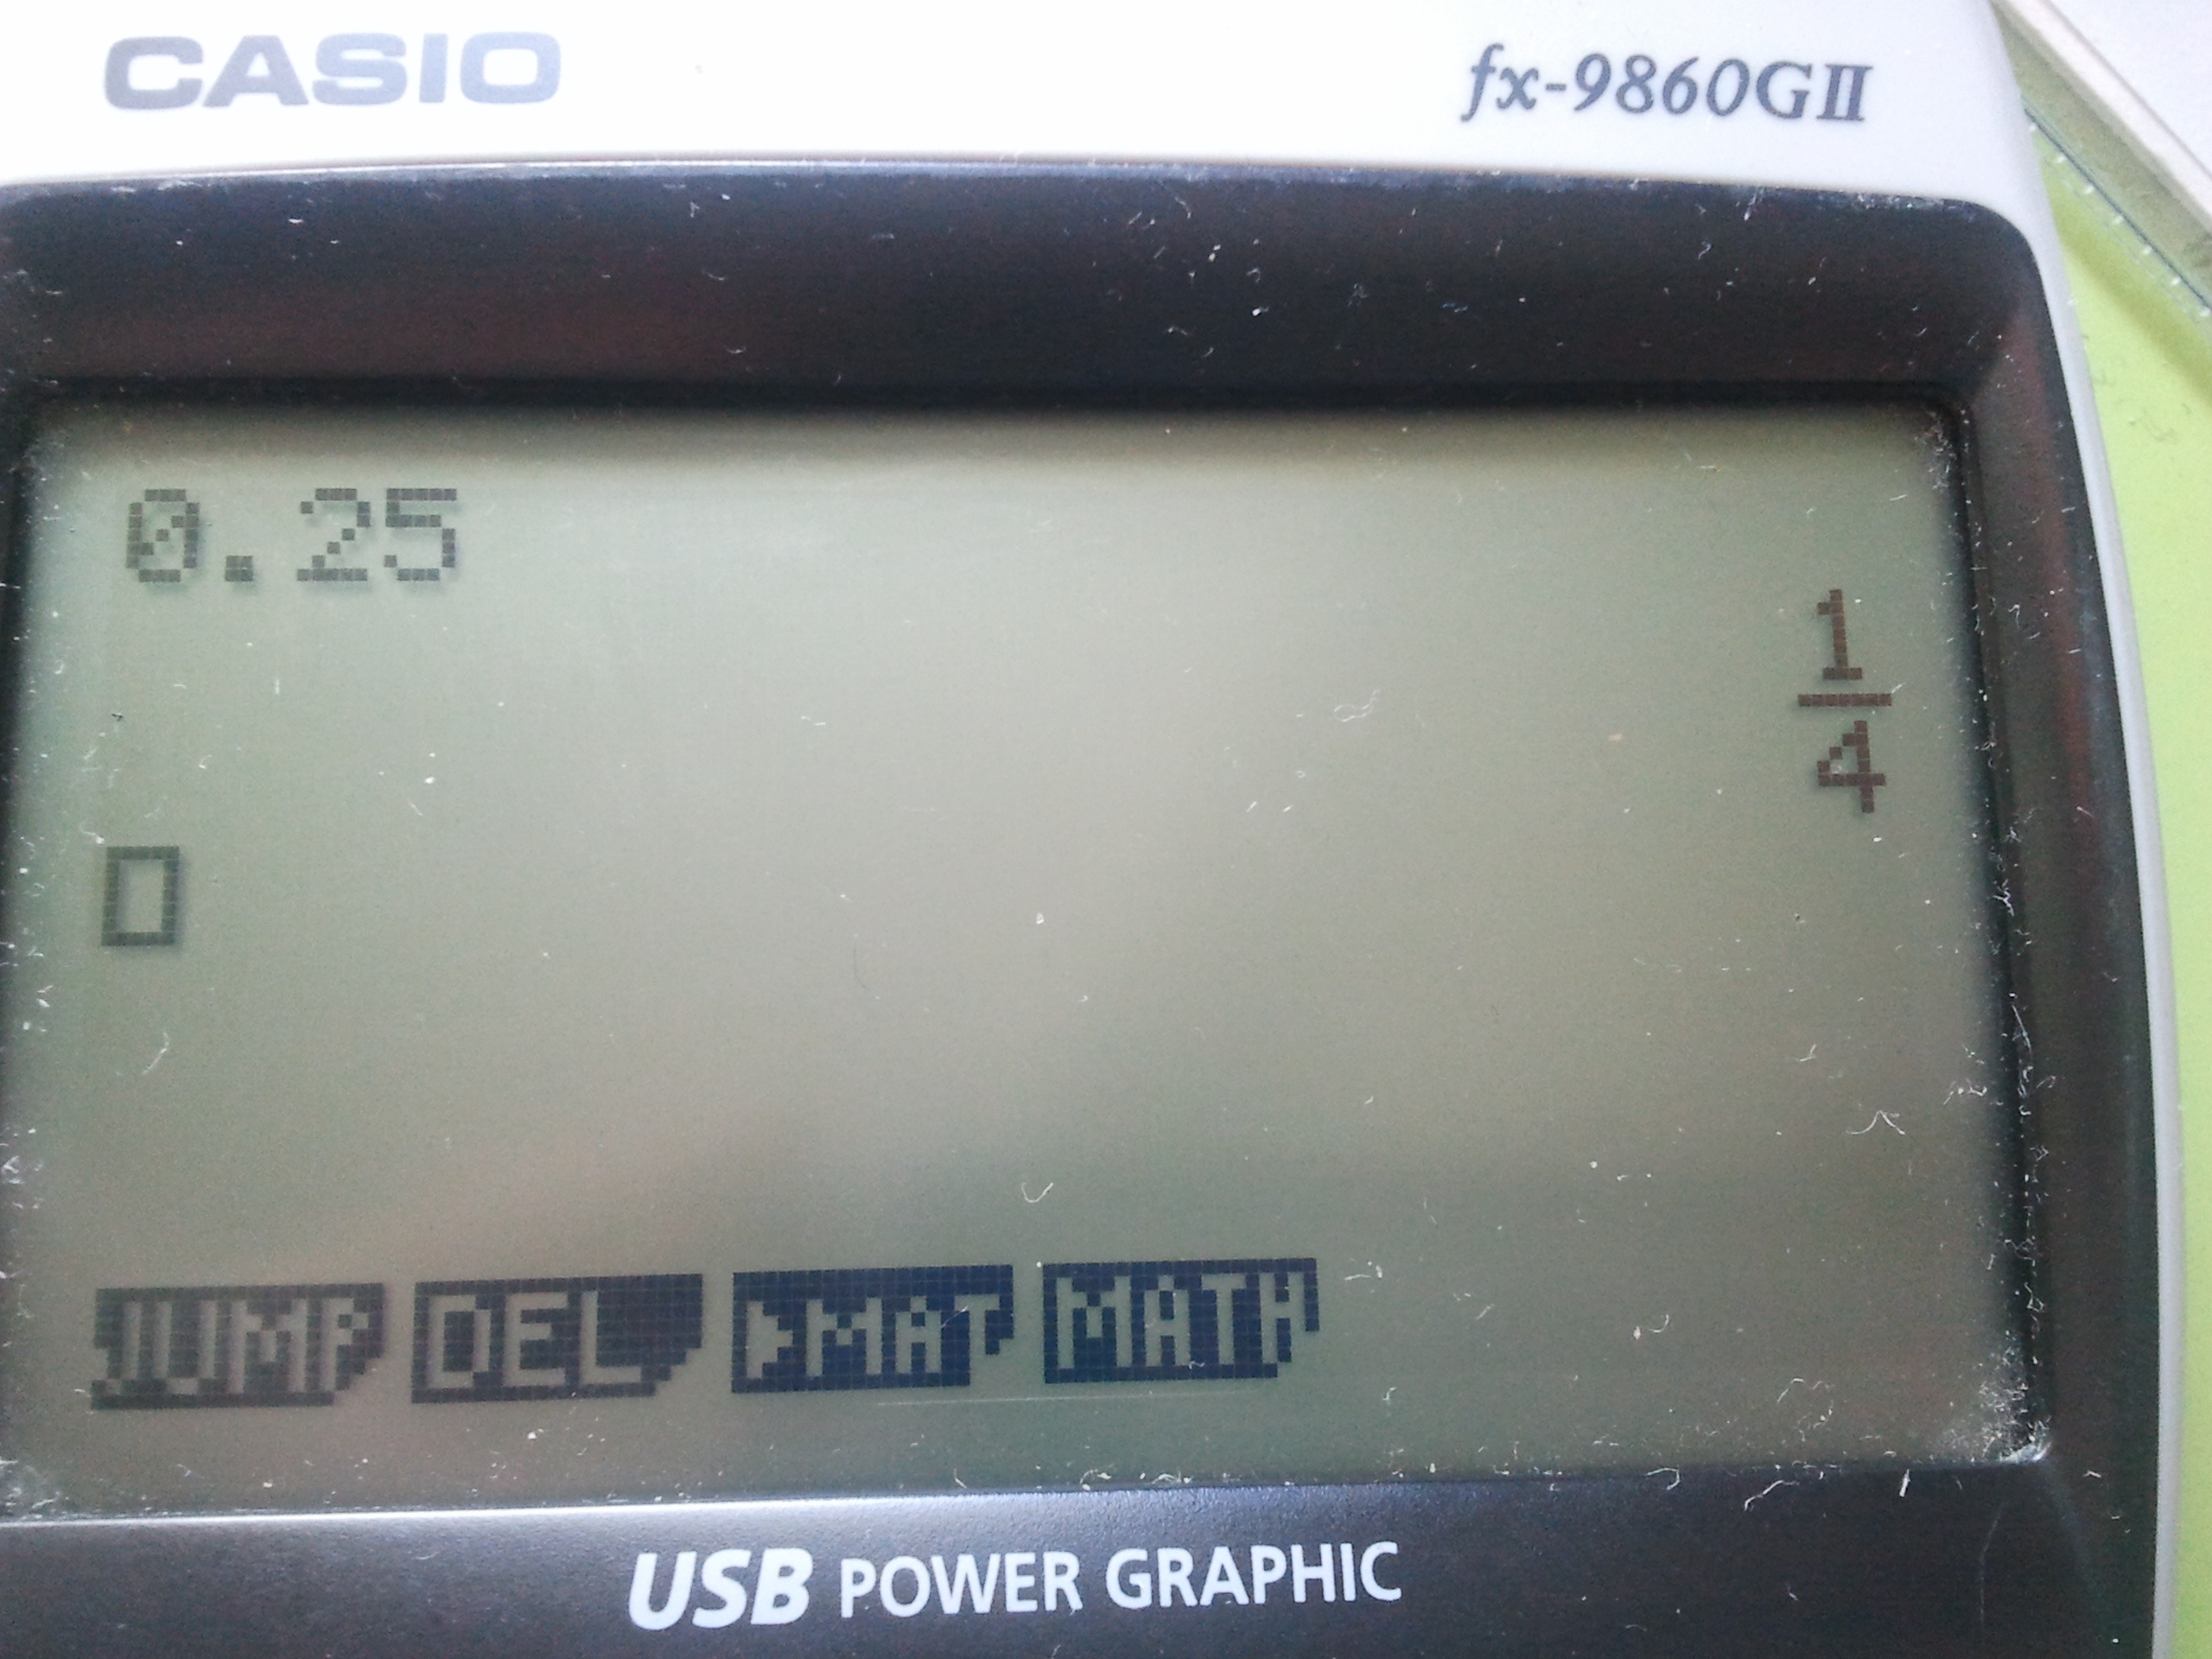 CASIO
fx-9860GII
0.25
1
4
JUMP DEL ▶MAT MATH
USB POWER GRAPHIC